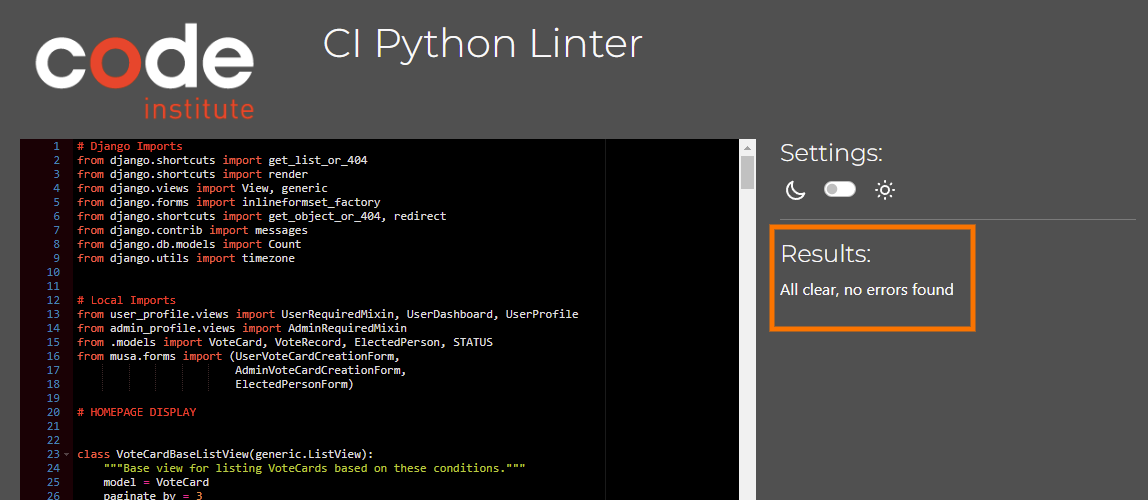 code
institute
CI Python Linter
1 # Django Imports
2 from django.shortcuts import get_list_or_404
3 from django.shortcuts import render
4 from django.views import View, generic
5 from django.forms import inlineformset_factory
6 from django.shortcuts import get_object_or_404, redirect
7 from django.contrib import messages
8 from django.db.models import Count
9 from django.utils import timezone
10
11
12 # Local Imports
13 from user_profile.views import UserRequiredMixin, UserDashboard, UserProfile
14 from admin_profile.views import AdminRequiredMixin
15 from .models import VoteCard, VoteRecord, ElectedPerson, STATUS
16 from musa.forms import (UserVoteCardCreationForm,
17                         AdminVoteCardCreationForm,
18                         ElectedPersonForm)
19
20 # HOMEPAGE DISPLAY
21
22
23 class VoteCardBaseListView(generic.ListView):
24     """Base view for listing VoteCards based on these conditions."""
25     model = VoteCard
26     paginate_by = 3
Settings:
Results:
All clear, no errors found